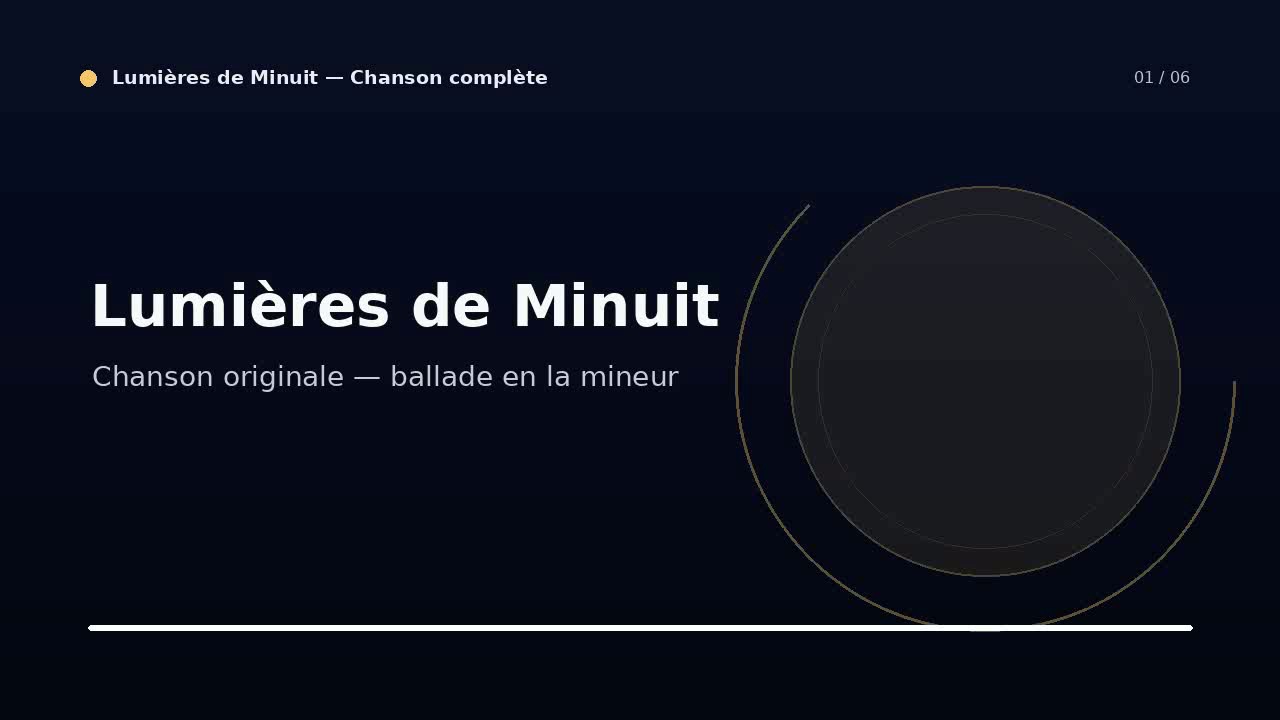 Lumières de Minuit — Chanson complète
01 / 06
Lumières de Minuit
Chanson originale — ballade en la mineur